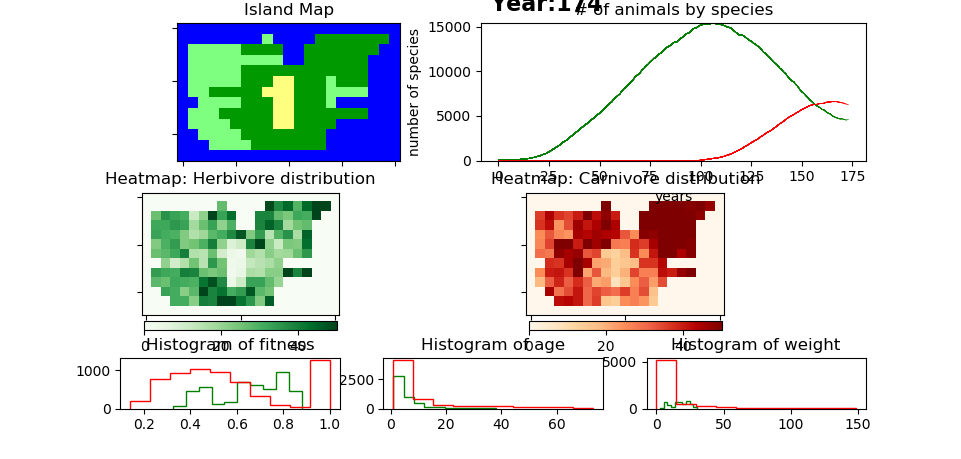 Year:174
Island Map
# of animals by species
number of species
15000
10000
5000
0
0 25 50 75 100 125 150 175
years
Heatmap: Herbivore distribution
Heatmap: Carnivore distribution
0 20 40
0 20 40
Histogram of fitness
Histogram of age
Histogram of weight
1000
0
0.2 0.4 0.6 0.8 1.0
2500
0
0 20 40 60
5000
0
0 50 100 150